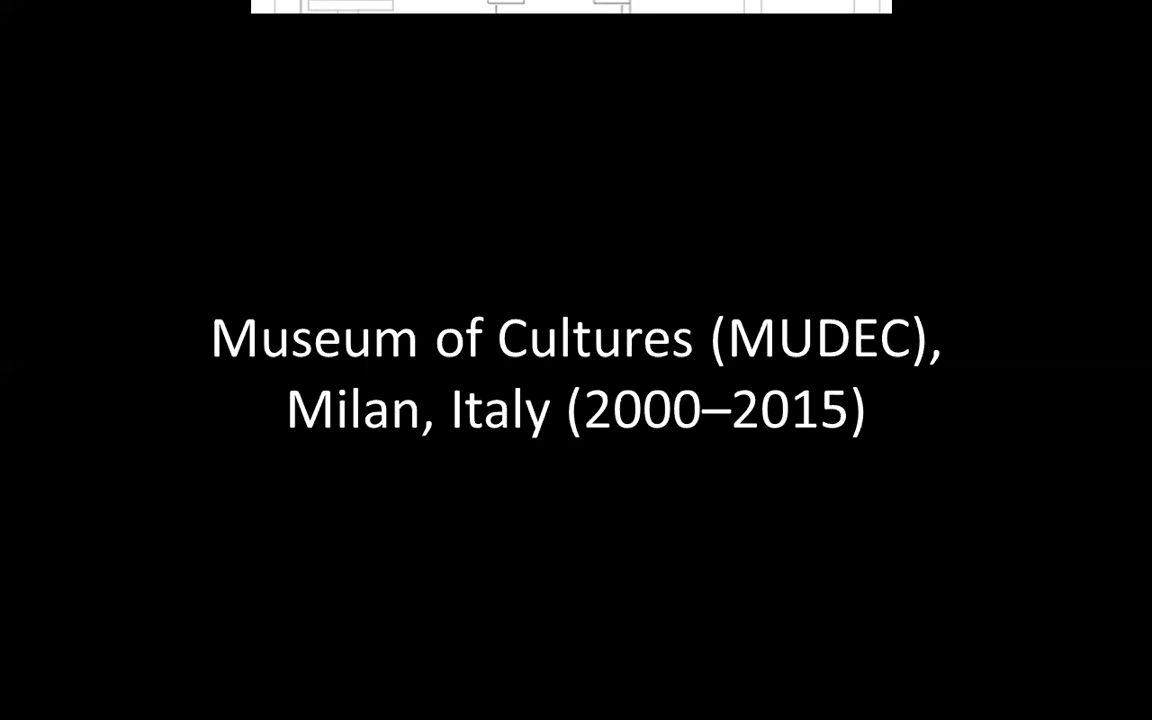 Museum of Cultures (MUDEC),
Milan, Italy (2000–2015)